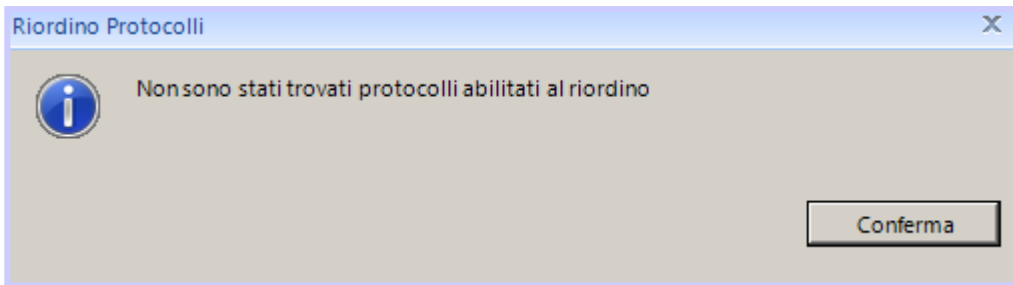 Riordino Protocolli
Non sono stati trovati protocolli abilitati al riordino
Conferma